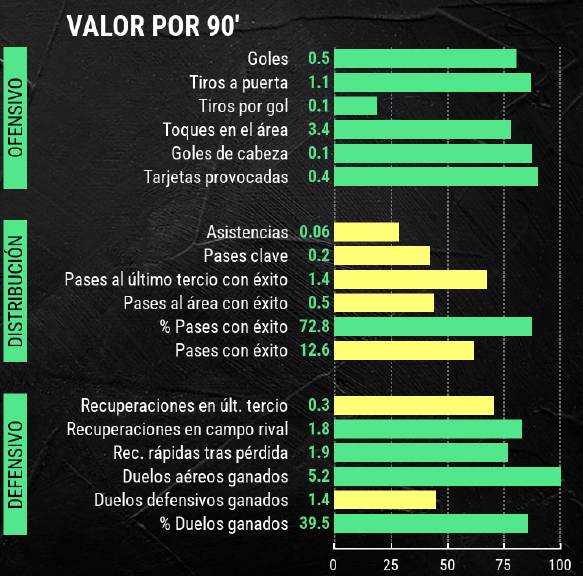 VALOR POR 90'
OFENSIVO
Goles 0.5
Tiros a puerta 1.1
Tiros por gol 0.1
Toques en el área 3.4
Goles de cabeza 0.1
Tarjetas provocadas 0.4
DISTRIBUCIÓN
Asistencias 0.06
Pases clave 0.2
Pases al último tercio con éxito 1.4
Pases al área con éxito 0.5
% Pases con éxito 72.8
Pases con éxito 12.6
DEFENSIVO
Recuperaciones en últ. tercio 0.3
Recuperaciones en campo rival 1.8
Rec. rápidas tras pérdida 1.9
Duelos aéreos ganados 5.2
Duelos defensivos ganados 1.4
% Duelos ganados 39.5
0 25 50 75 100